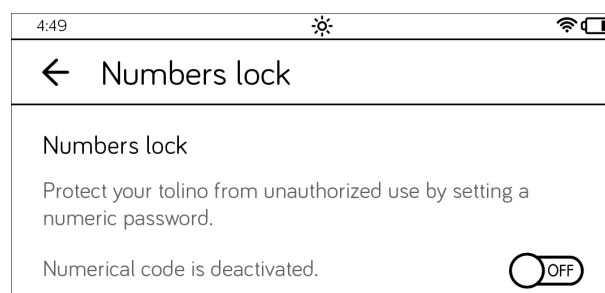 4:49
Numbers lock
Numbers lock
Protect your tolino from unauthorized use by setting a
numeric password.
Numerical code is deactivated.
OFF